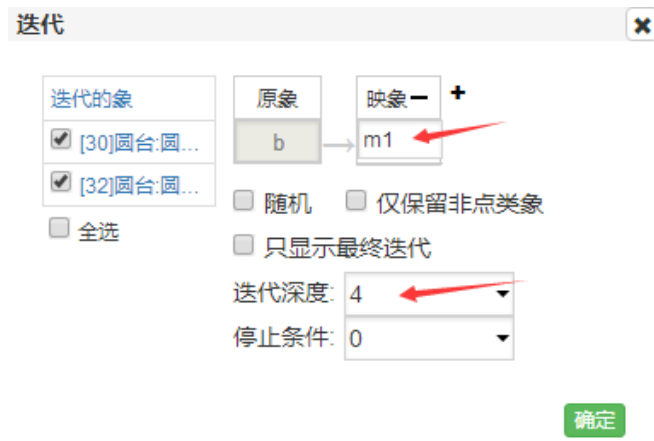 迭代
迭代的象
[30]圆台:圆...
[32]圆台:圆...
全选
原象
映象
b
m1
随机
仅保留非点类象
只显示最终迭代
迭代深度: 4
停止条件: 0
确定